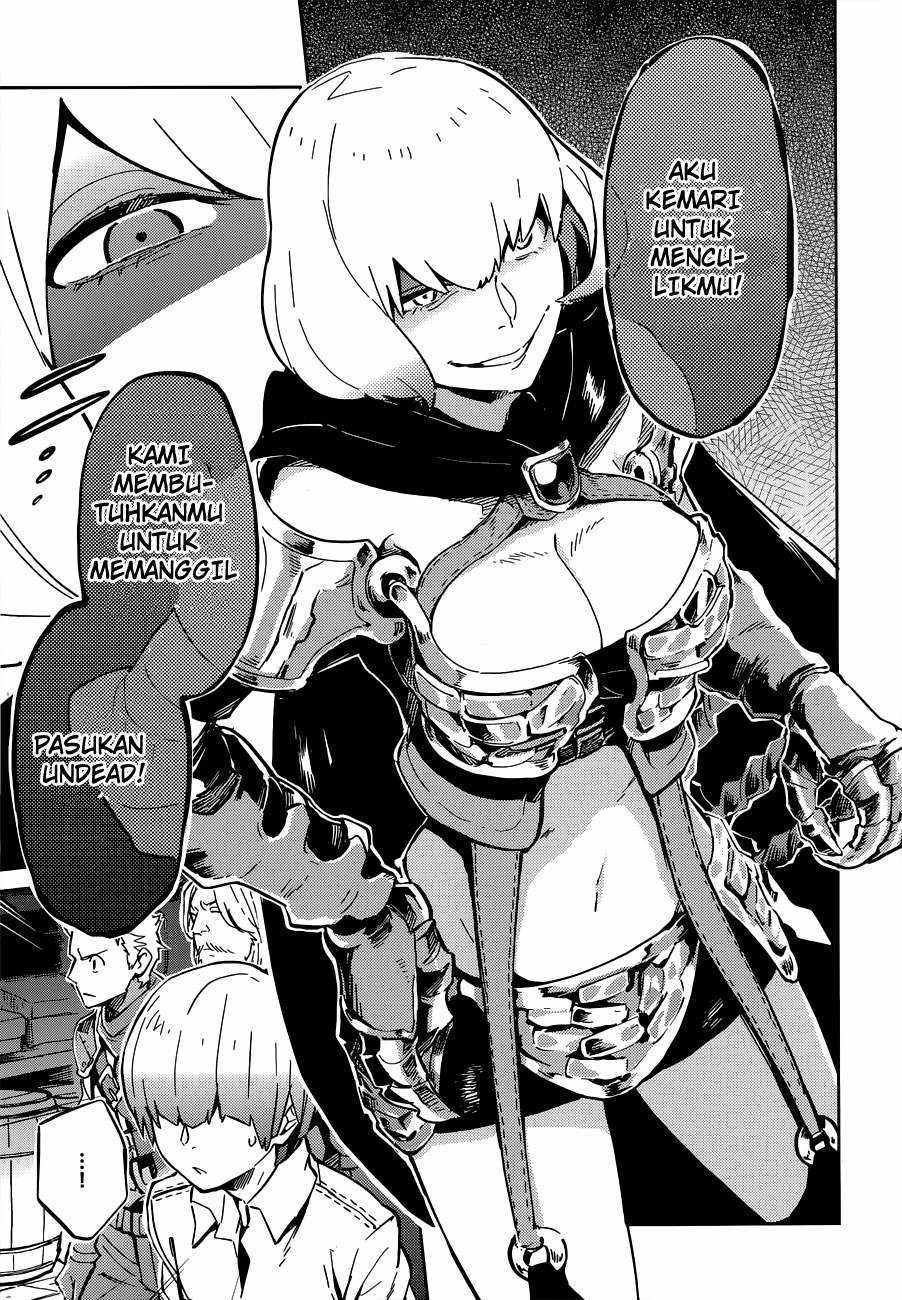 AKU
KEMARI
UNTUK
MENCU-
LIKMU!
KAMI
MEMBU-
TUHKANMU
UNTUK
MEMANGGIL
PASUKAN
UNDEAD!
...!